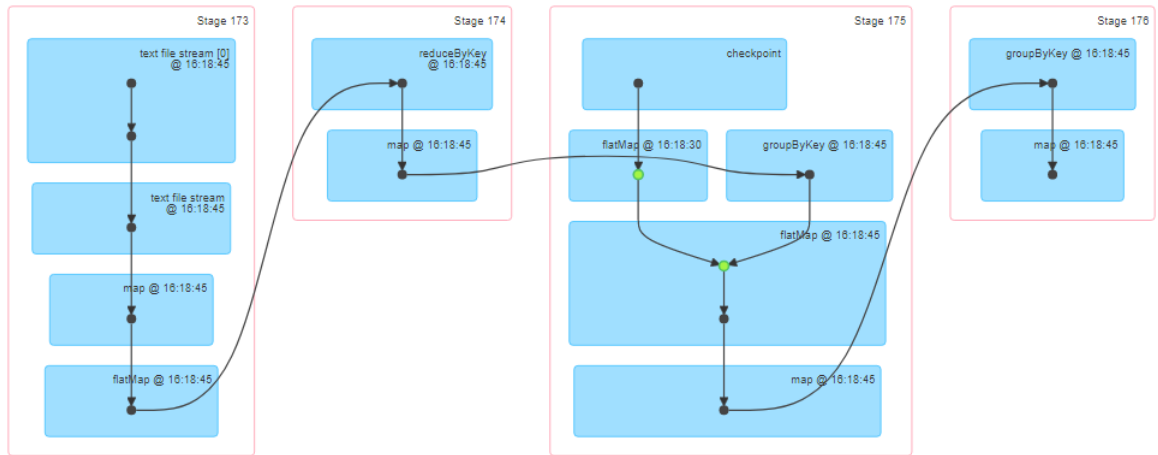 Stage 173
text file stream [0]
@ 16:18:45
text file stream
@ 16:18:45
map @ 16:18:45
flatMap @ 16:18:45
Stage 174
reduceByKey
@ 16:18:45
map @ 16:18:45
Stage 175
checkpoint
flatMap @ 16:18:30
groupByKey @ 16:18:45
flatMap @ 16:18:45
map @ 16:18:45
Stage 176
groupByKey @ 16:18:45
map @ 16:18:45